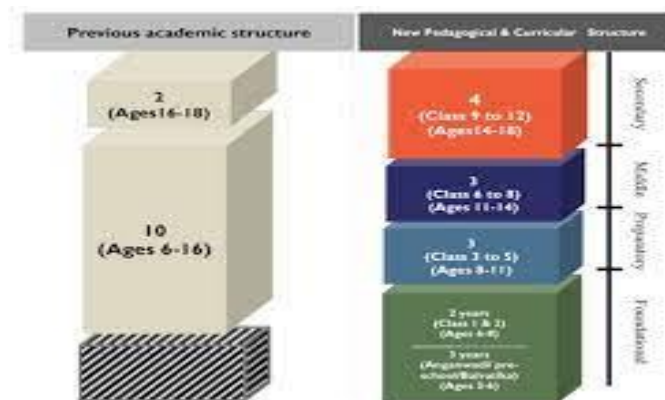 Previous academic structure
2
(Ages16-18)
10
(Ages 6-16)
New Pedagogical & Curricular Structure
4
(Class 9 to 12)
(Ages14-18)
3
(Class 6 to 8)
(Ages 11-14)
3
(Class 3 to 5)
(Ages 8-11)
2 years
(Class 1 & 2)
(Ages 6-8)
3 years
(Anganwadi pre-
school/Balvatika)
(Ages 3-6)
Secondary
Middle
Preparatory
Foundational